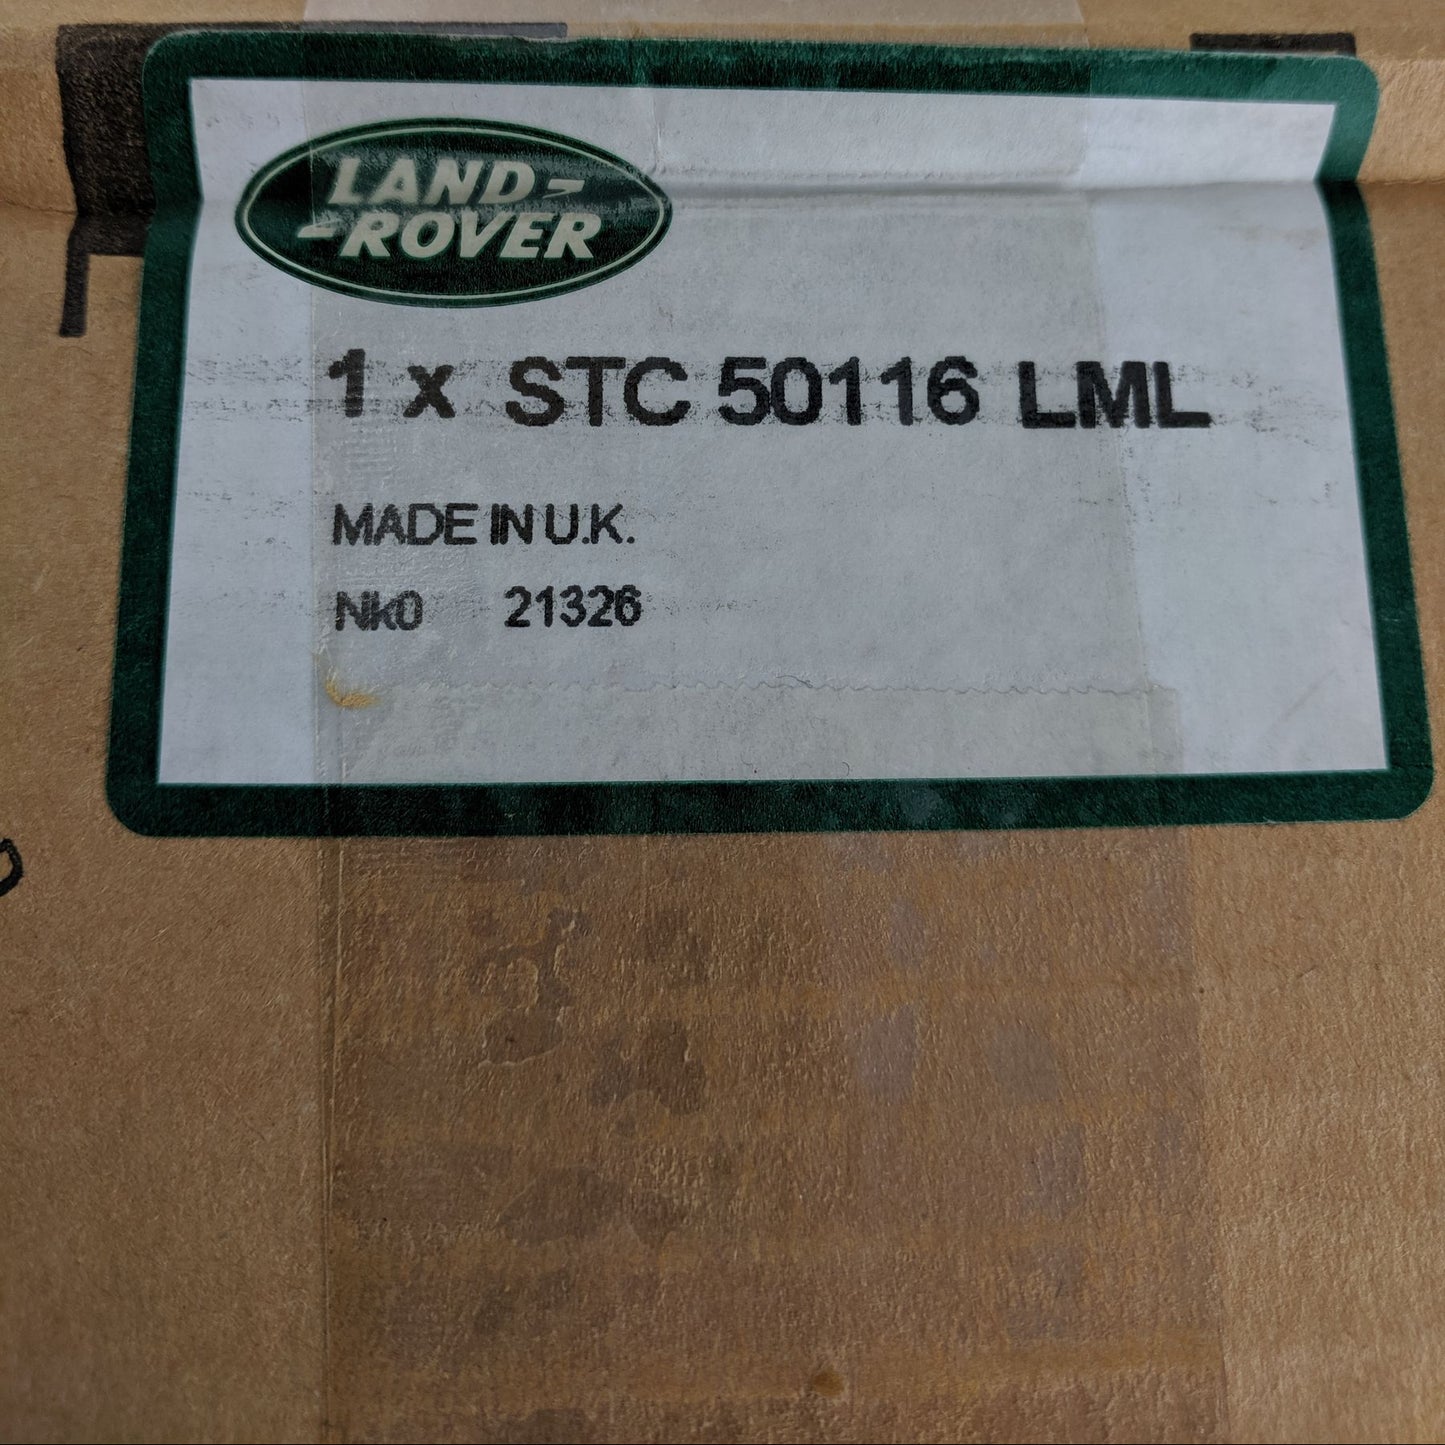 LAND-
-ROVER
1 x STC 50116 LML
MADE IN U.K.
Nk0 21326